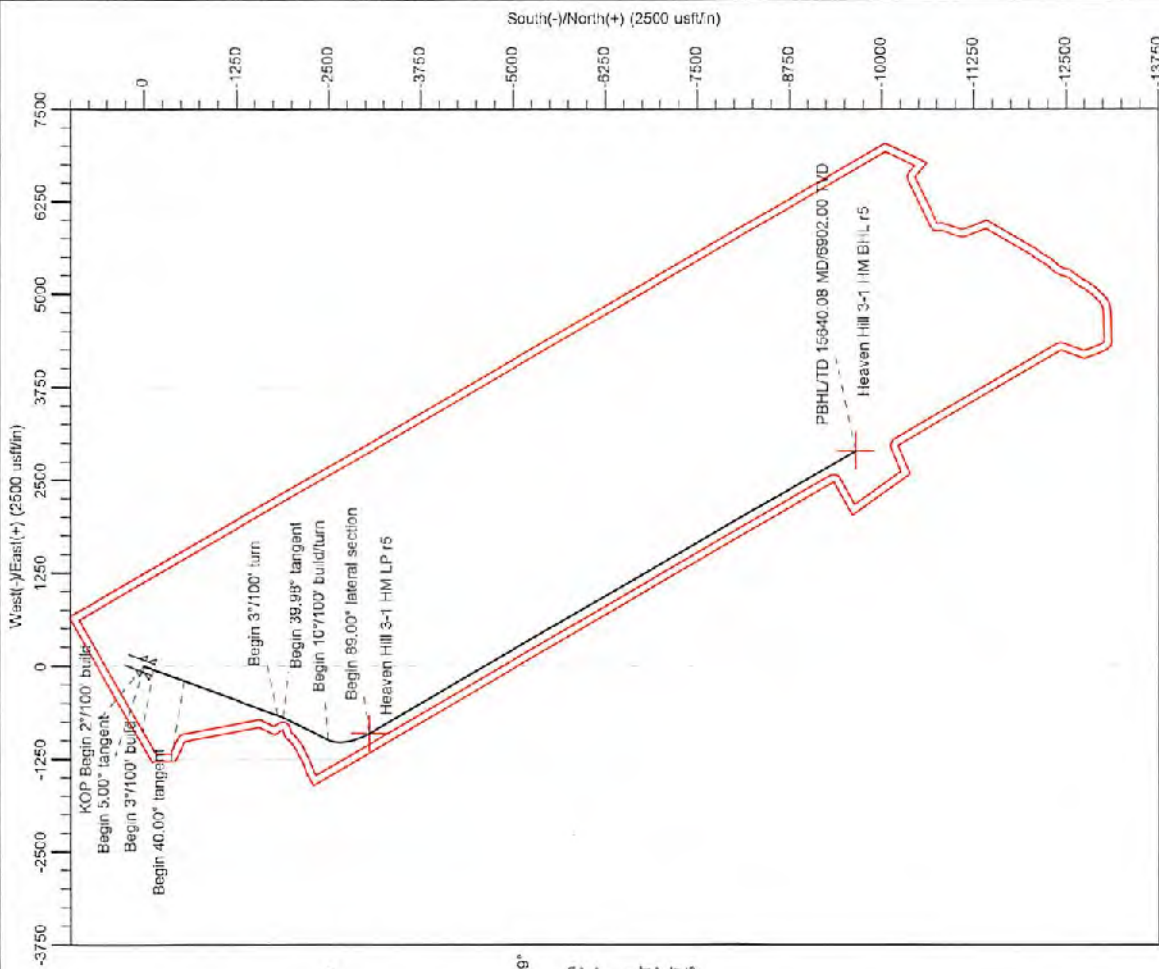 South(-)/North(+) (2500 usft/in)
0
-1250
-2500
-3750
-5000
-6250
-7500
-8750
-10000
-11250
-12500
-13750
West(-)/East(+) (2500 usft/in)
7500
6250
5000
3750
2500
1250
0
-1250
-2500
-3750
KOP Begin 2°/100' build
Begin 5.00° tangent
Begin 3°/100' build
Begin 40.00° tangent
Begin 3°/100' turn
Begin 39.98° tangent
Begin 10°/100' build/turn
Begin 89.00° lateral section
Heaven Hill 3-1 HM LP r5
PBHL/TD 15640.08 MD/6902.00 TVD
Heaven Hill 3-1 HM BHL r5